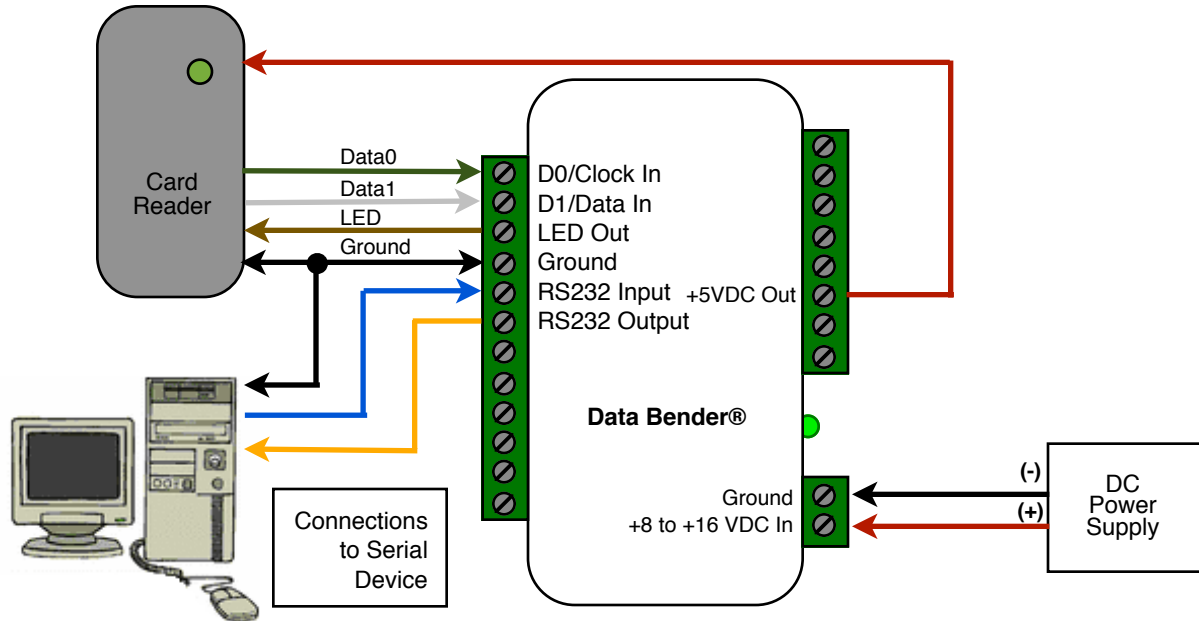 Card
Reader
Data0
Data1
LED
Ground
D0/Clock In
D1/Data In
LED Out
Ground
RS232 Input
RS232 Output
+5VDC Out
Data Bender®
Ground
+8 to +16 VDC In
(-)
(+)
DC
Power
Supply
Connections
to Serial
Device